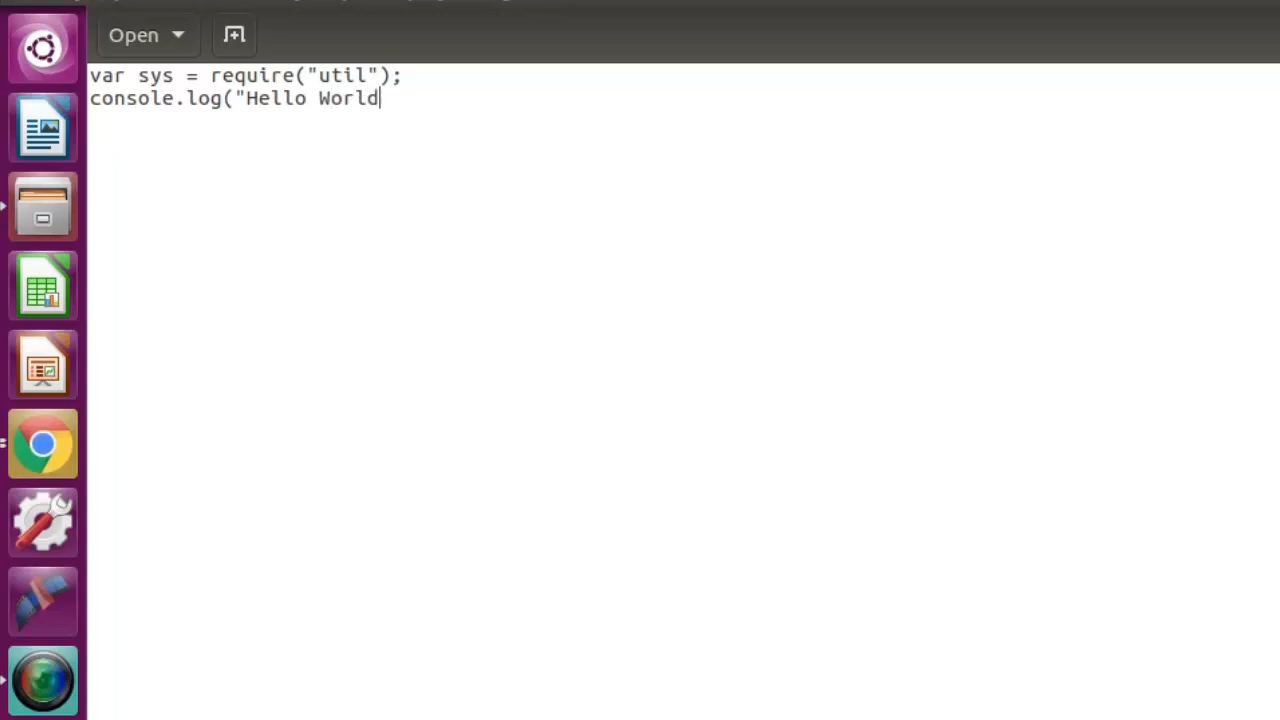 Open
var sys = require("util");
console.log("Hello World